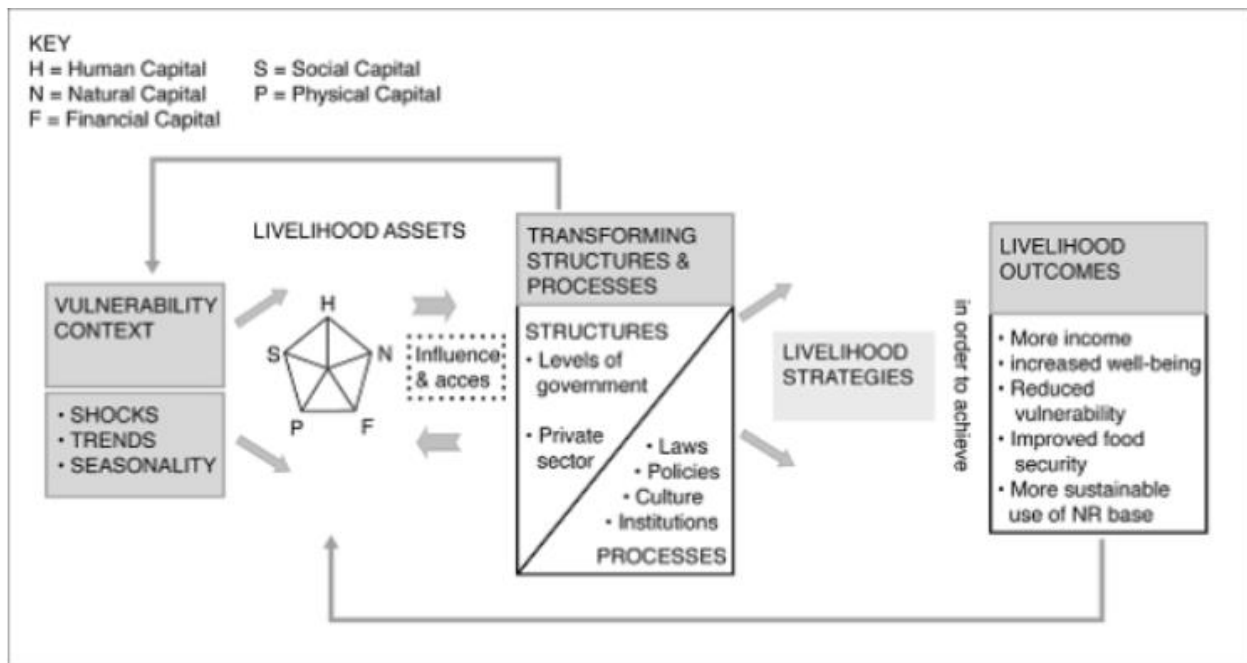 KEY
H = Human Capital S = Social Capital
N = Natural Capital P = Physical Capital
F = Financial Capital
LIVELIHOOD ASSETS
VULNERABILITY
CONTEXT
• SHOCKS
• TRENDS
• SEASONALITY
H
S
N
P
F
Influence
& acces
TRANSFORMING
STRUCTURES &
PROCESSES
STRUCTURES
• Levels of
government
• Private
sector
• Laws
• Policies
• Culture
• Institutions
PROCESSES
LIVELIHOOD
STRATEGIES
in order to achieve
LIVELIHOOD
OUTCOMES
• More income
• increased well-being
• Reduced
vulnerability
• Improved food
security
• More sustainable
use of NR base